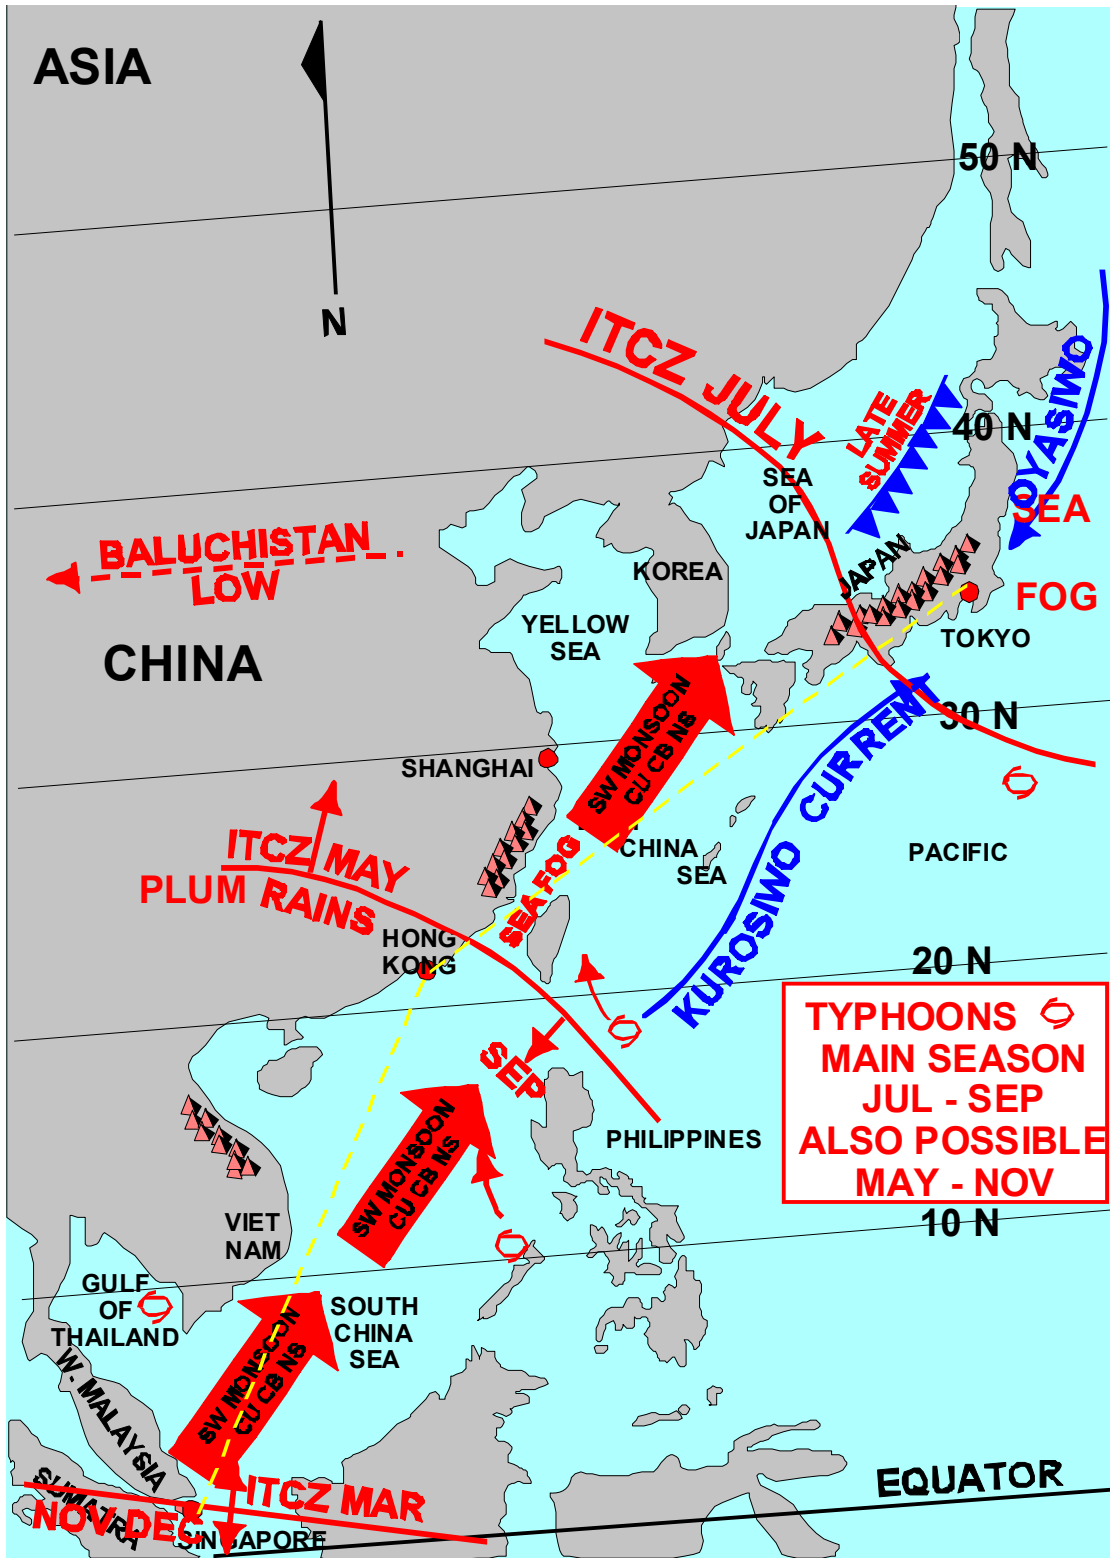 ASIA
N
50 N
ITCZ JULY
OYASIWO
LATE
SUMMER
40 N
SEA
OF
JAPAN
SEA
FOG
BALUCHISTAN
LOW
KOREA
JAPAN
YELLOW
SEA
TOKYO
CHINA
SW MONSOON
CU CB NS
30 N
SHANGHAI
KUROSIWO CURRENT
ITCZ MAY
PLUM RAINS
SEA FOG
CHINA
SEA
PACIFIC
HONG
KONG
20 N
SEP
TYPHOONS
MAIN SEASON
JUL - SEP
ALSO POSSIBLE
MAY - NOV
PHILIPPINES
SW MONSOON
CU CB NS
10 N
VIET
NAM
GULF
OF
THAILAND
SOUTH
CHINA
SEA
SW MONSOON
CU CB NS
W. MALAYSIA
SUMATRA
ITCZ MAR
NOV DEC
SINGAPORE
EQUATOR